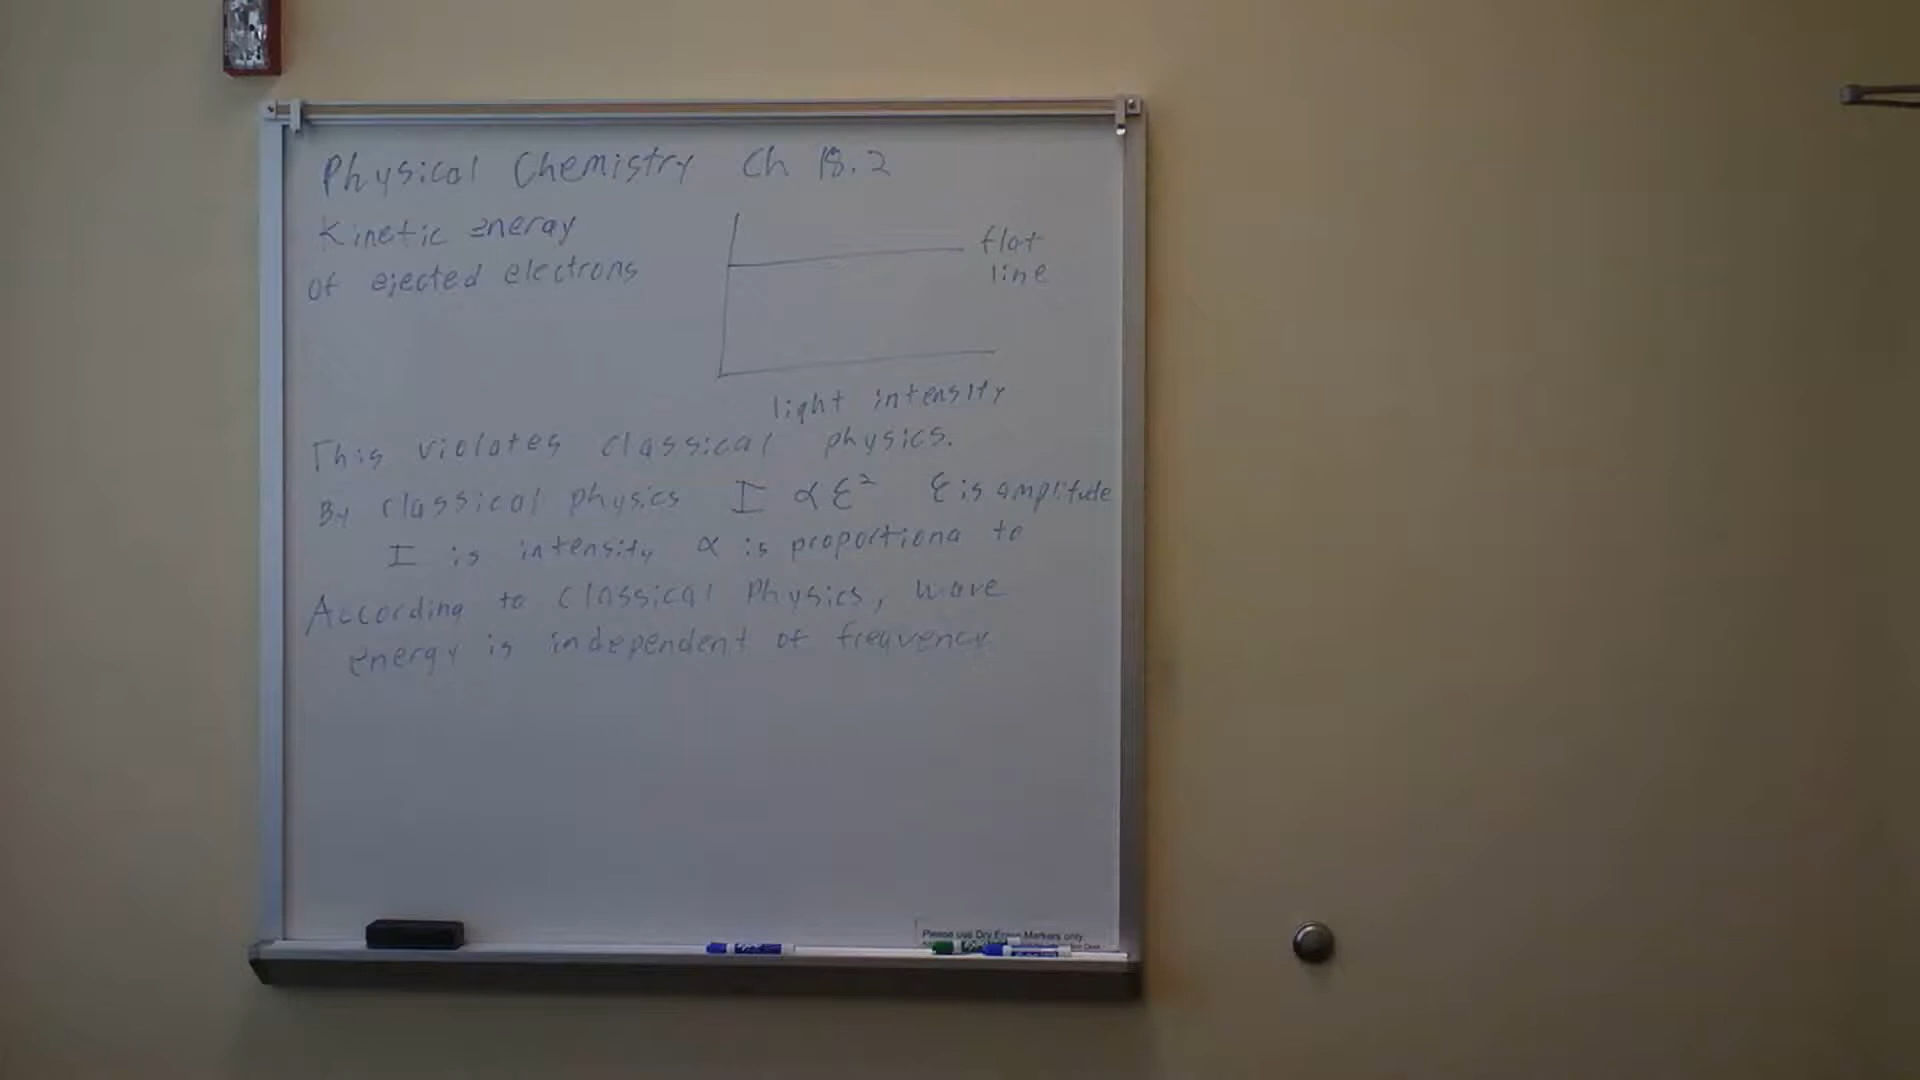 Physical Chemistry Ch 18.2
Kinetic energy
of ejected electrons
flat
line
light intensity
This violates classical physics.
By classical physics I ∝ Ɛ² Ɛ is amplitude
I is intensity ∝ is proportiona to
According to Classical Physics, wave
energy is independent of frequency
Please use Dry Erase Markers only